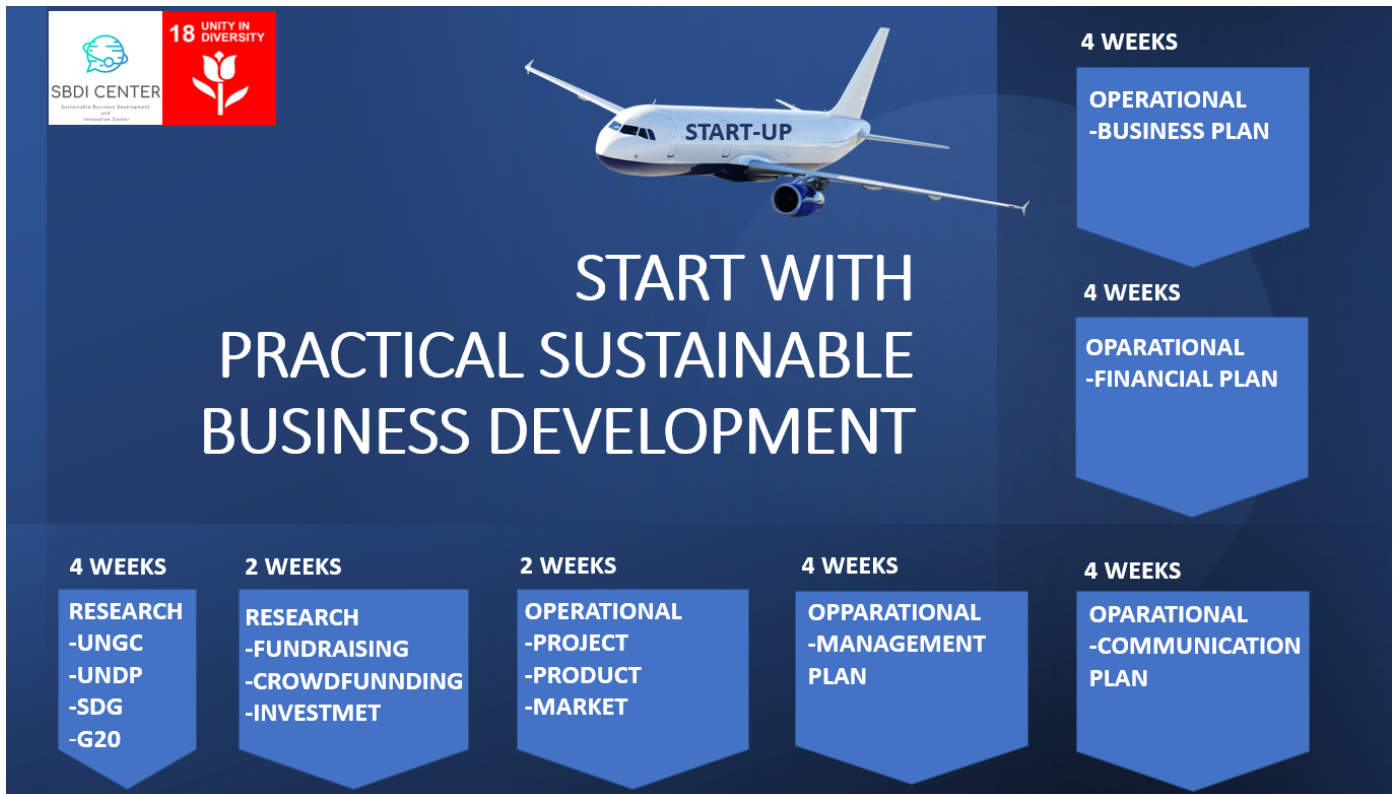 SBDI CENTER
Sustainable Business Development
and
Innovation Center
18 UNITY IN
DIVERSITY
START-UP
START WITH
PRACTICAL SUSTAINABLE
BUSINESS DEVELOPMENT
4 WEEKS
OPERATIONAL
-BUSINESS PLAN
4 WEEKS
OPARATIONAL
-FINANCIAL PLAN
4 WEEKS
RESEARCH
-UNGC
-UNDP
-SDG
-G20
2 WEEKS
RESEARCH
-FUNDRAISING
-CROWDFUNNDING
-INVESTMET
2 WEEKS
OPERATIONAL
-PROJECT
-PRODUCT
-MARKET
4 WEEKS
OPPARATIONAL
-MANAGEMENT
PLAN
4 WEEKS
OPARATIONAL
-COMMUNICATION
PLAN